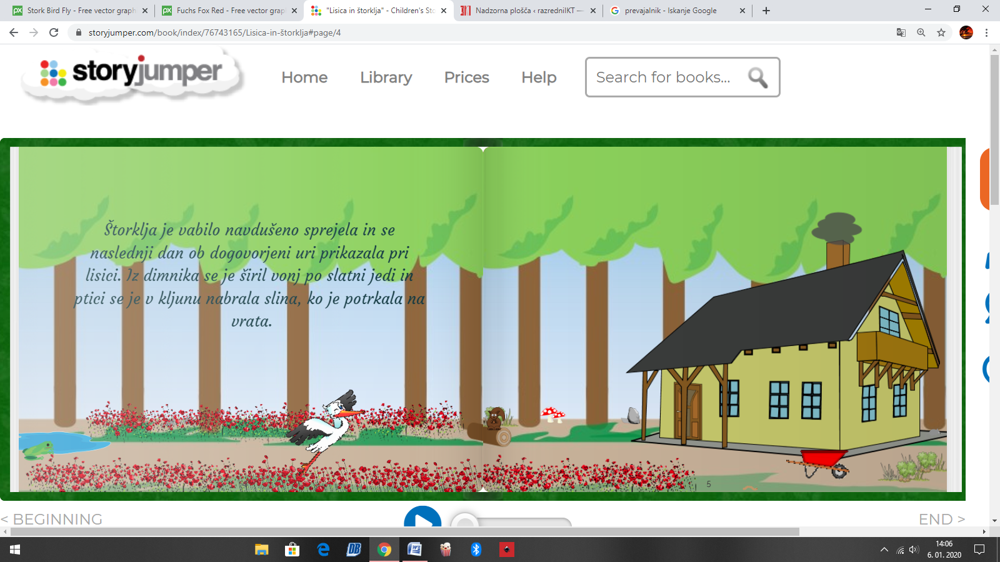 Stork Bird Fly - Free vector graph
Fuchs Fox Red - Free vector grap
"Lisica in štorklja" - Children's Sto
Nadzorna plošča ‹ razredniIKT —
prevajalnik - Iskanje Google
storyjumper.com/book/index/76743165/Lisica-in-štorklja#page/4
storyjumper
Home
Library
Prices
Help
Search for books...
Štorklja je vabilo navdušeno sprejela in se
naslednji dan ob dogovorjeni uri prikazala pri
lisici. Iz dimnika se je širil vonj po slatni jedi in
ptici se je v kljunu nabrala slina, ko je potrkala na
vrata.
5
< BEGINNING
END >
14:06
6. 01. 2020